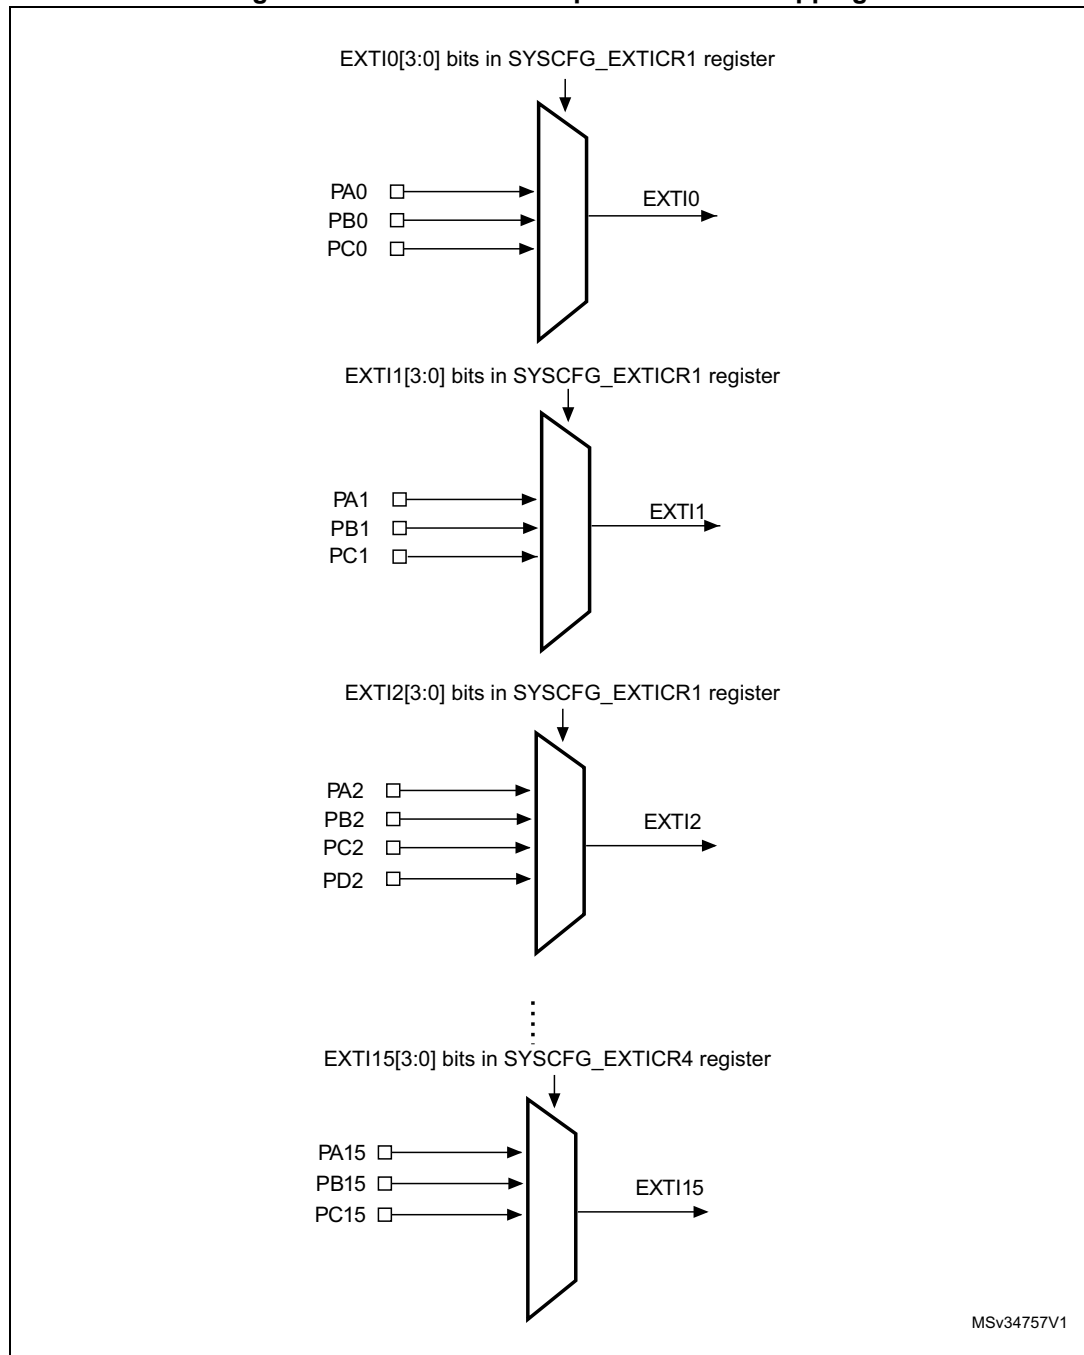 EXTI0[3:0] bits in SYSCFG_EXTICR1 register
PA0
PB0
PC0
EXTI0
EXTI1[3:0] bits in SYSCFG_EXTICR1 register
PA1
PB1
PC1
EXTI1
EXTI2[3:0] bits in SYSCFG_EXTICR1 register
PA2
PB2
PC2
PD2
EXTI2
EXTI15[3:0] bits in SYSCFG_EXTICR4 register
PA15
PB15
PC15
EXTI15
MSv34757V1